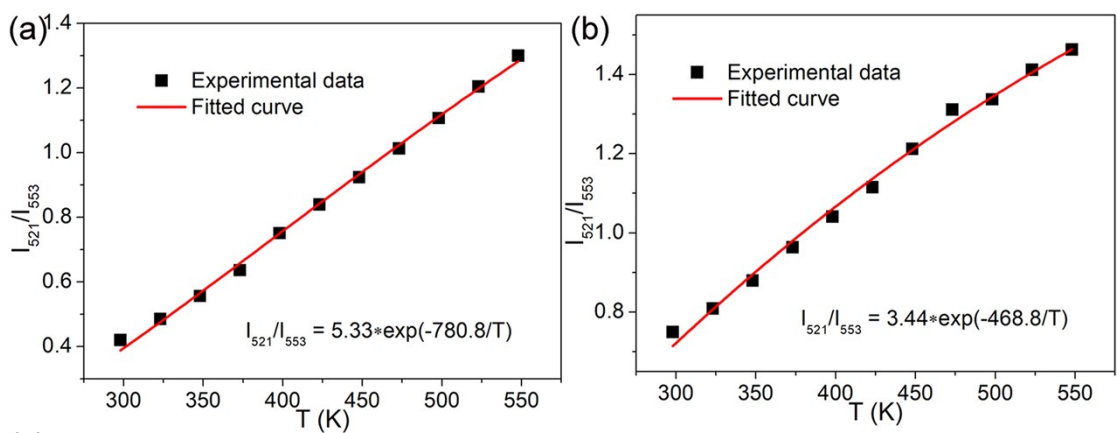 (a)
1.4
1.2
1.0
0.8
0.6
0.4
I521/I553
Experimental data
Fitted curve
I521/I553 = 5.33*exp(-780.8/T)
300 350 400 450 500 550
T (K)
(b)
1.4
1.2
1.0
0.8
I521/I553
Experimental data
Fitted curve
I521/I553 = 3.44*exp(-468.8/T)
300 350 400 450 500 550
T (K)